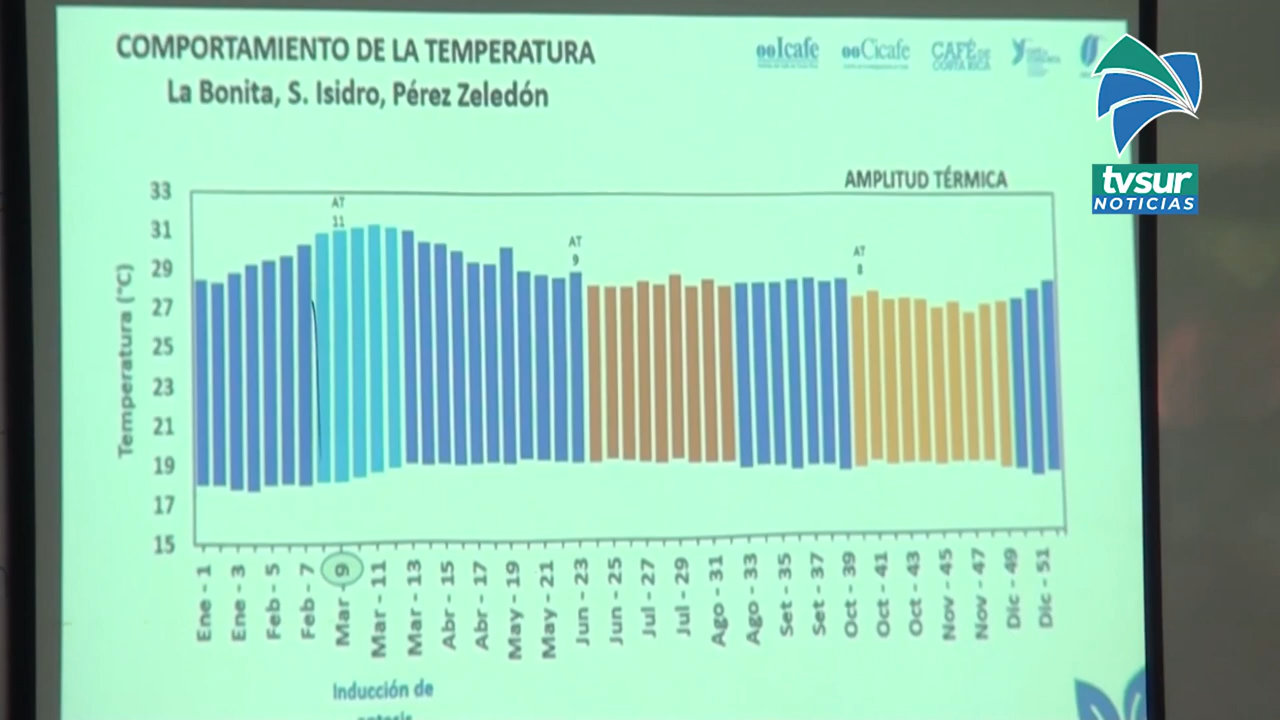 COMPORTAMIENTO DE LA TEMPERATURA
La Bonita, S. Isidro, Pérez Zeledón
Icafe
Cicafe
CAFÉ DE
COSTA RICA
tvsur
NOTICIAS
AMPLITUD TÉRMICA
Temperatura (°C)
33
31
29
27
25
23
21
19
17
15
AT
11
AT
9
AT
8
Ene - 1
Ene - 3
Feb - 5
Feb - 7
Mar - 9
Mar - 11
Mar - 13
Abr - 15
Abr - 17
May - 19
May - 21
Jun - 23
Jun - 25
Jul - 27
Jul - 29
Ago - 31
Ago - 33
Set - 35
Set - 37
Oct - 39
Oct - 41
Oct - 43
Nov - 45
Nov - 47
Dic - 49
Dic - 51
Inducción de